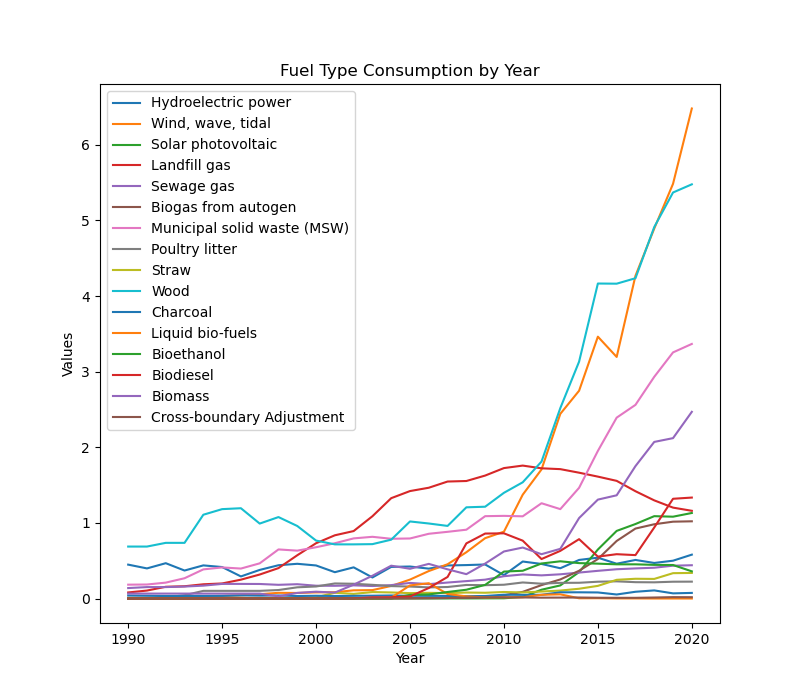 Fuel Type Consumption by Year
Hydroelectric power
Wind, wave, tidal
Solar photovoltaic
Landfill gas
Sewage gas
Biogas from autogen
Municipal solid waste (MSW)
Poultry litter
Straw
Wood
Charcoal
Liquid bio-fuels
Bioethanol
Biodiesel
Biomass
Cross-boundary Adjustment
Values
6
5
4
3
2
1
0
1990 1995 2000 2005 2010 2015 2020
Year